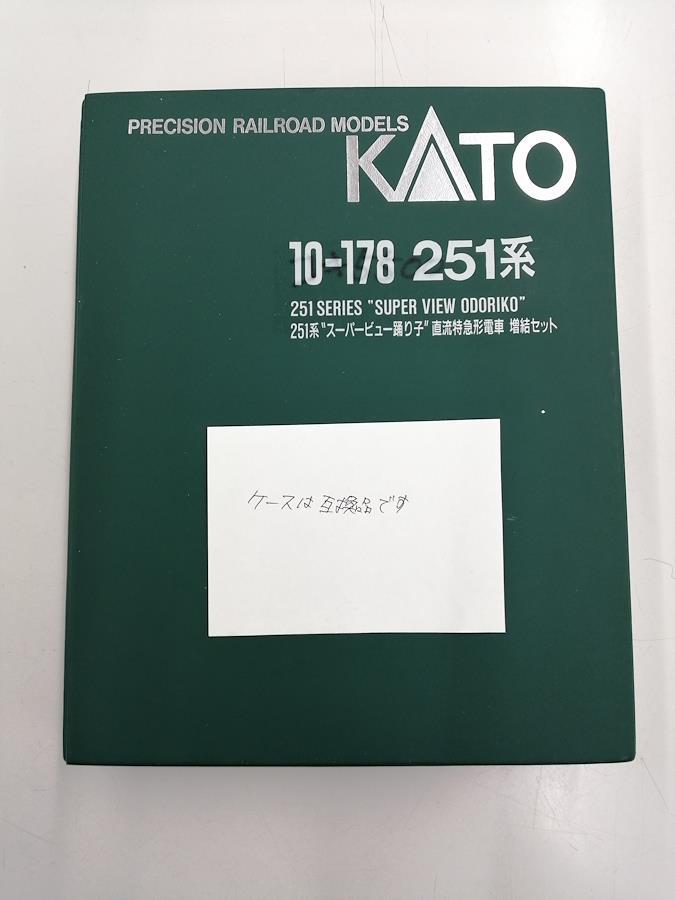 PRECISION RAILROAD MODELS
KATO
10-178 251系
251 SERIES "SUPER VIEW ODORIKO"
251系"スーパービュー踊り子"直流特急形電車 増結セット
ケースは互換品です